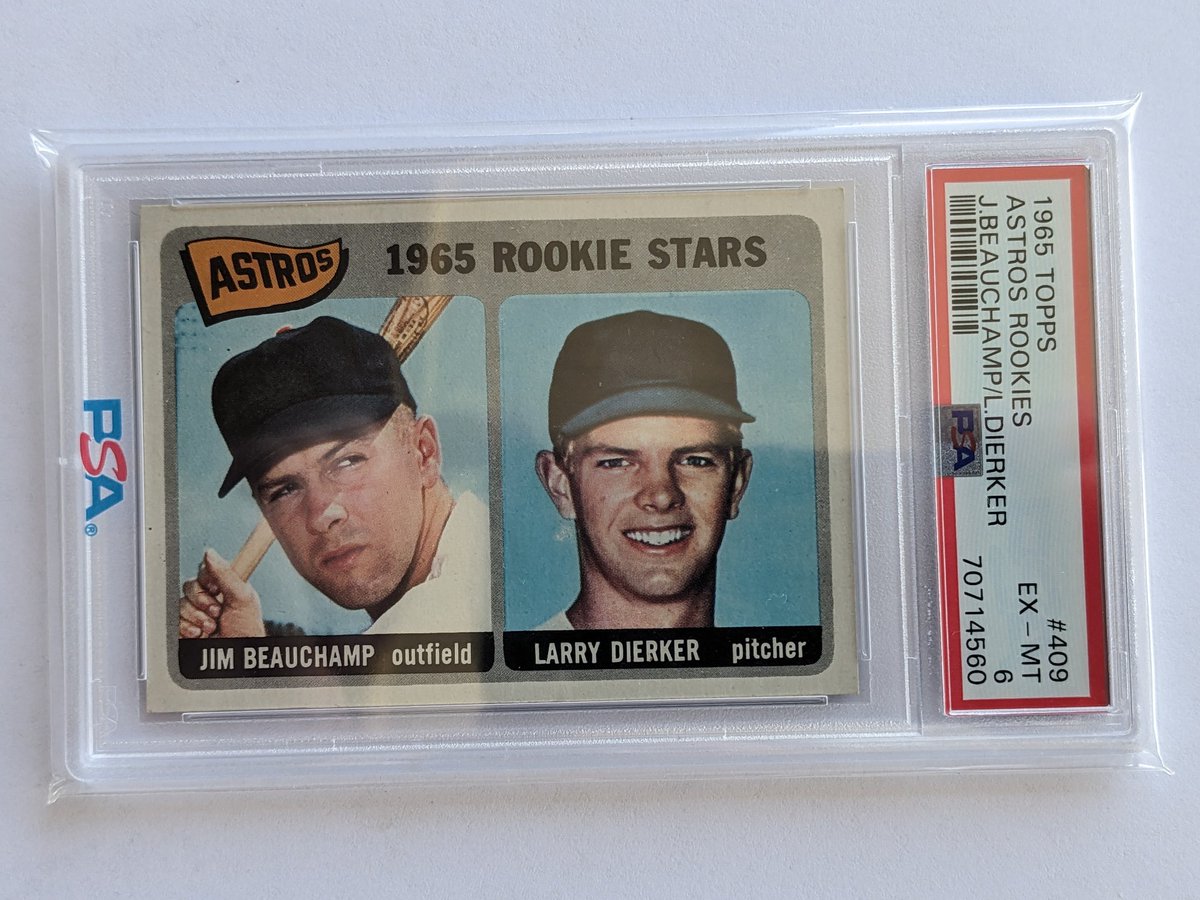 ASTROS
1965 ROOKIE STARS
JIM BEAUCHAMP outfield
LARRY DIERKER pitcher
PSA®
1965 TOPPS #409
ASTROS ROOKIES EX - MT
J.BEAUCHAMP/L.DIERKER 6
PSA 70714560